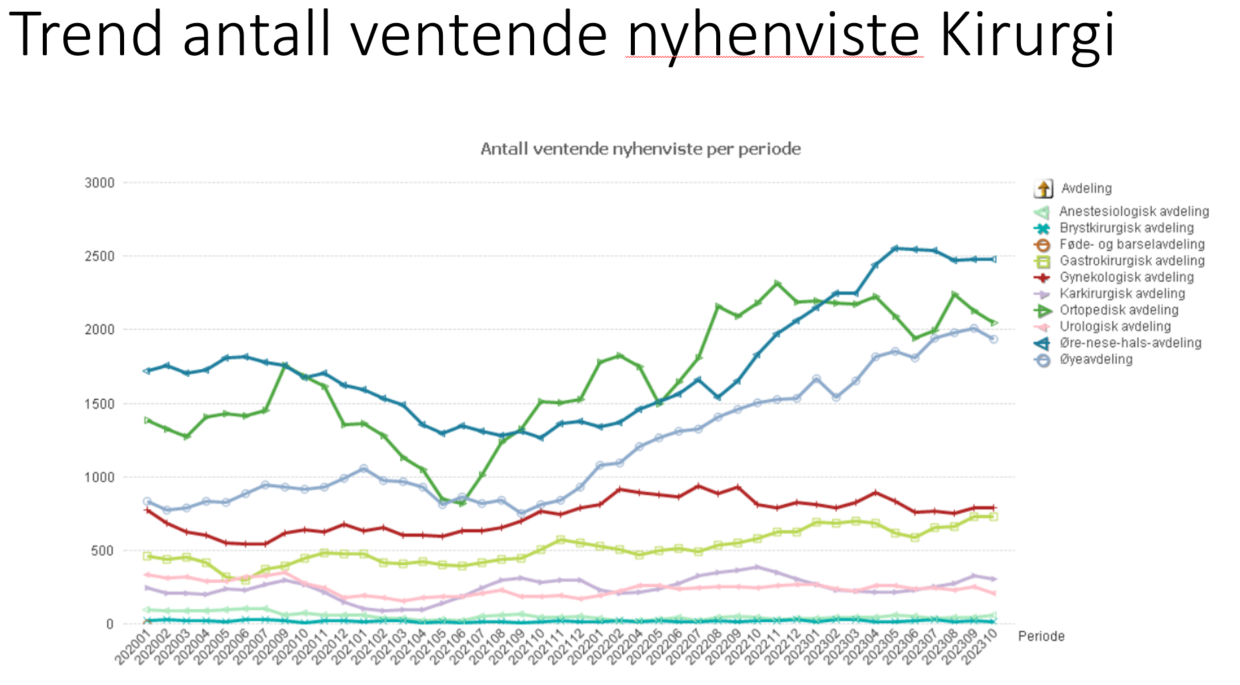 Trend antall ventende nyhenviste Kirurgi
Antall ventende nyhenviste per periode
3000
2500
2000
1500
1000
500
0
202001 202002 202003 202004 202005 202006 202007 202009 202010 202011 202012 202101 202102 202103 202104 202105 202106 202107 202108 202109 202110 202111 202112 202201 202202 202204 202205 202206 202207 202208 202209 202210 202211 202212 202301 202302 202303 202304 202305 202306 202307 202308 202309 202310
Periode
Avdeling
Anestesiologisk avdeling
Brystkirurgisk avdeling
Føde- og barselavdeling
Gastrokirurgisk avdeling
Gynekologisk avdeling
Karkirurgisk avdeling
Ortopedisk avdeling
Urologisk avdeling
Øre-nese-hals-avdeling
Øyeavdeling